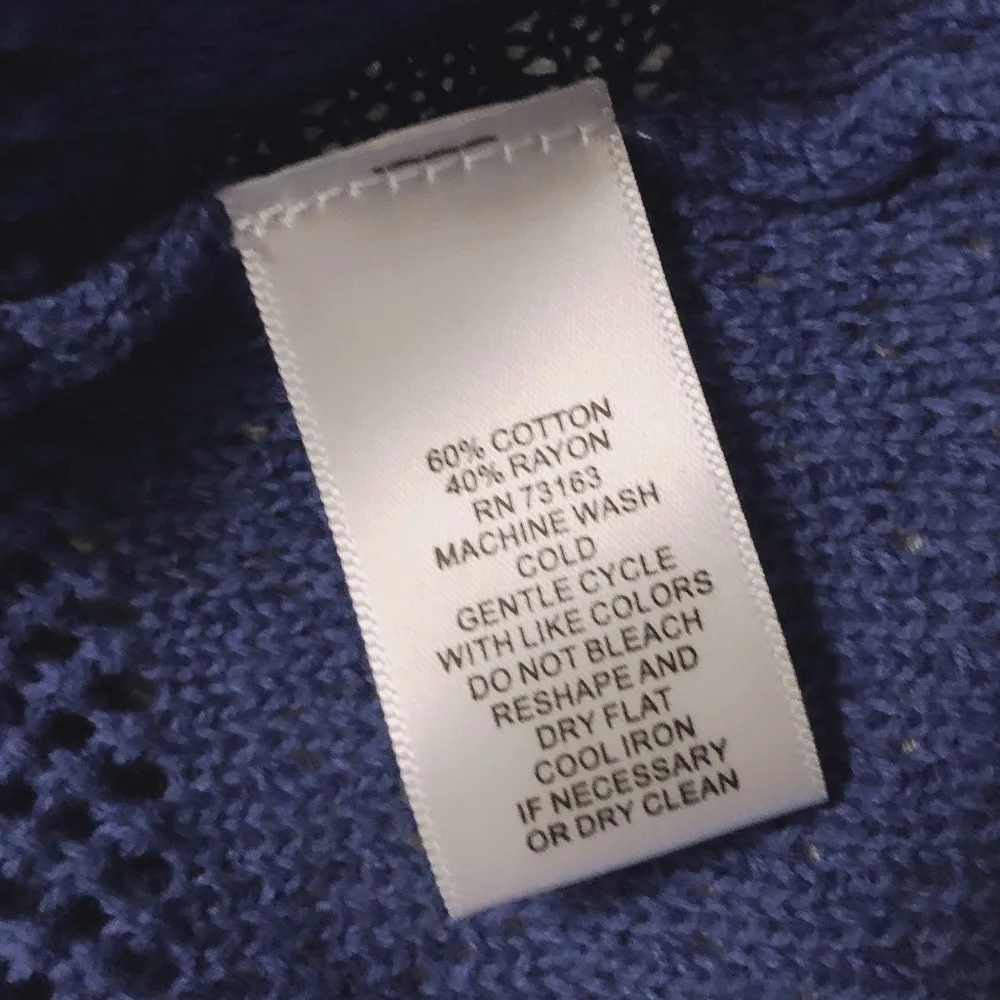 60% COTTON
40% RAYON
RN 73163
MACHINE WASH
COLD
GENTLE CYCLE
WITH LIKE COLORS
DO NOT BLEACH
RESHAPE AND
DRY FLAT
COOL IRON
IF NECESSARY
OR DRY CLEAN